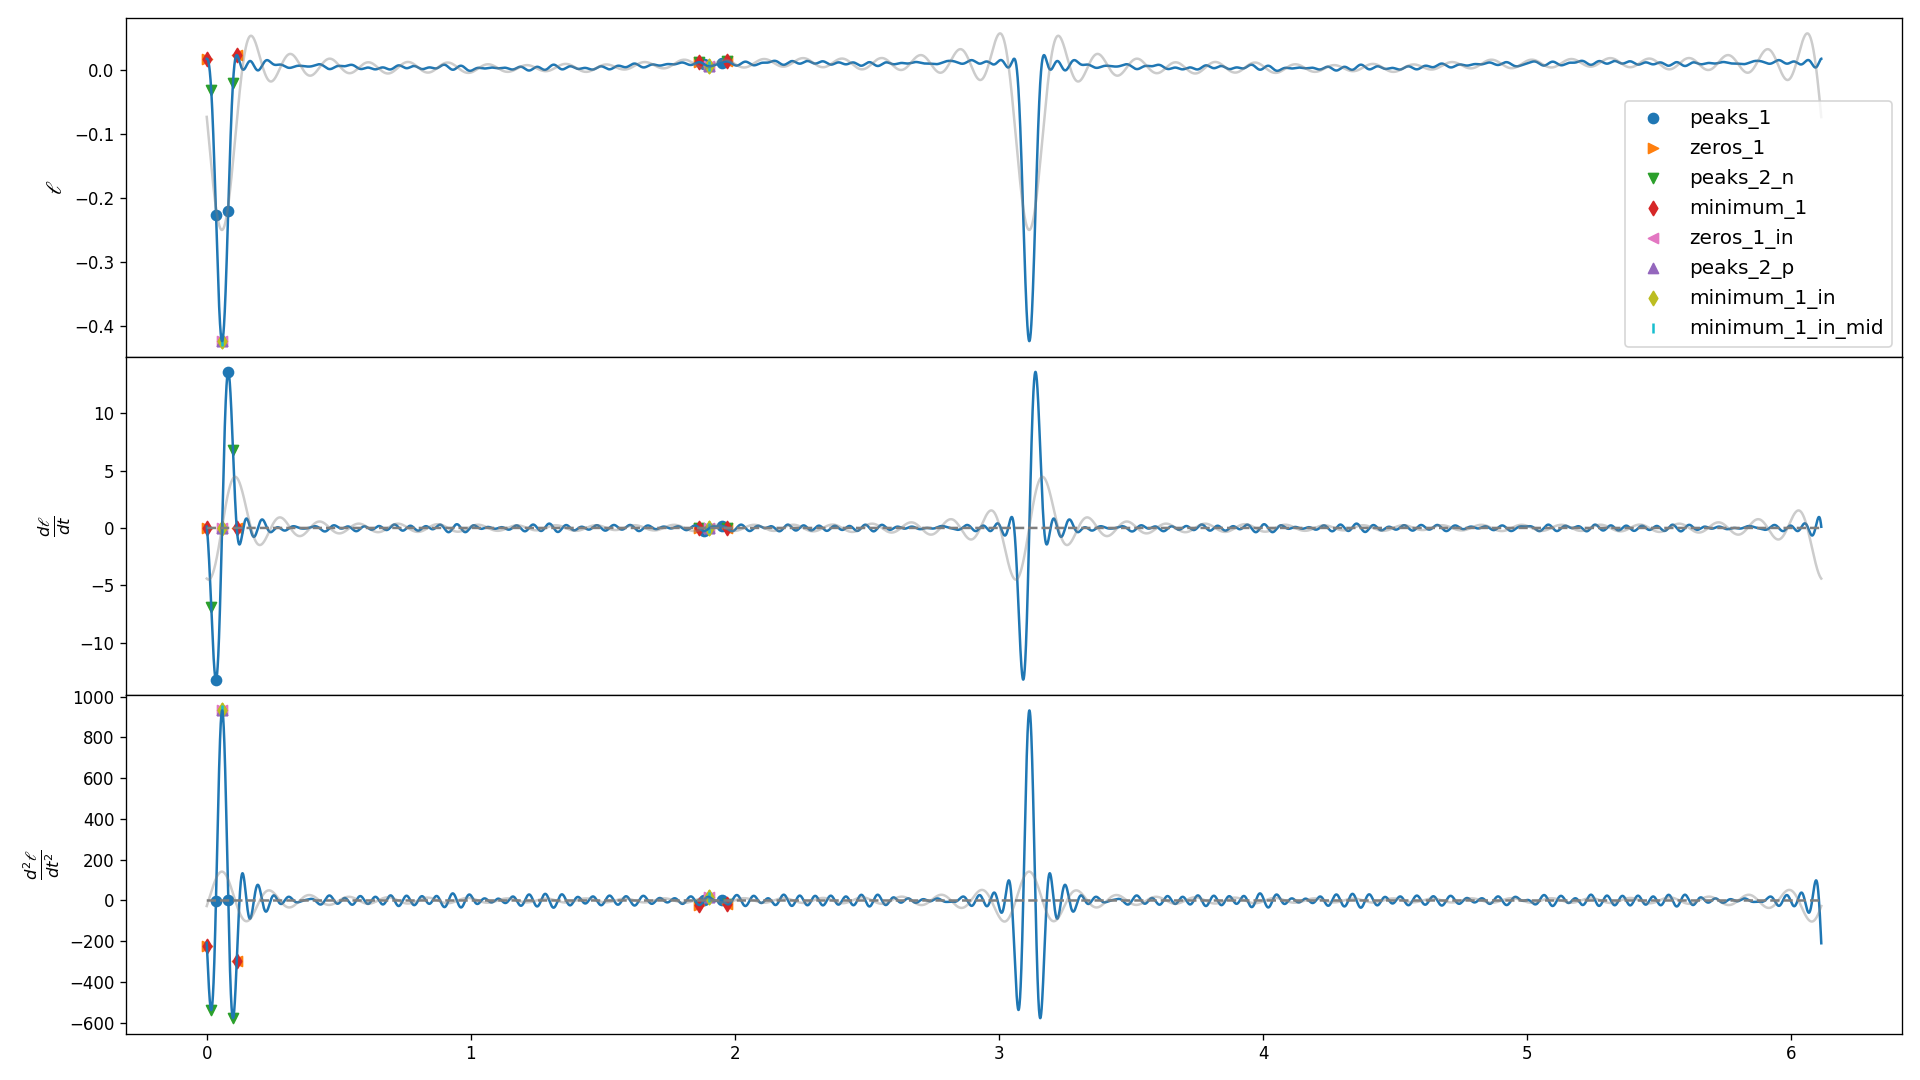 0.0
−0.1
−0.2
−0.3
−0.4
ℓ
peaks_1
zeros_1
peaks_2_n
minimum_1
zeros_1_in
peaks_2_p
minimum_1_in
minimum_1_in_mid
10
5
0
−5
−10
dℓ
dt
1000
800
600
400
200
0
−200
−400
−600
d²ℓ
dt²
0 1 2 3 4 5 6